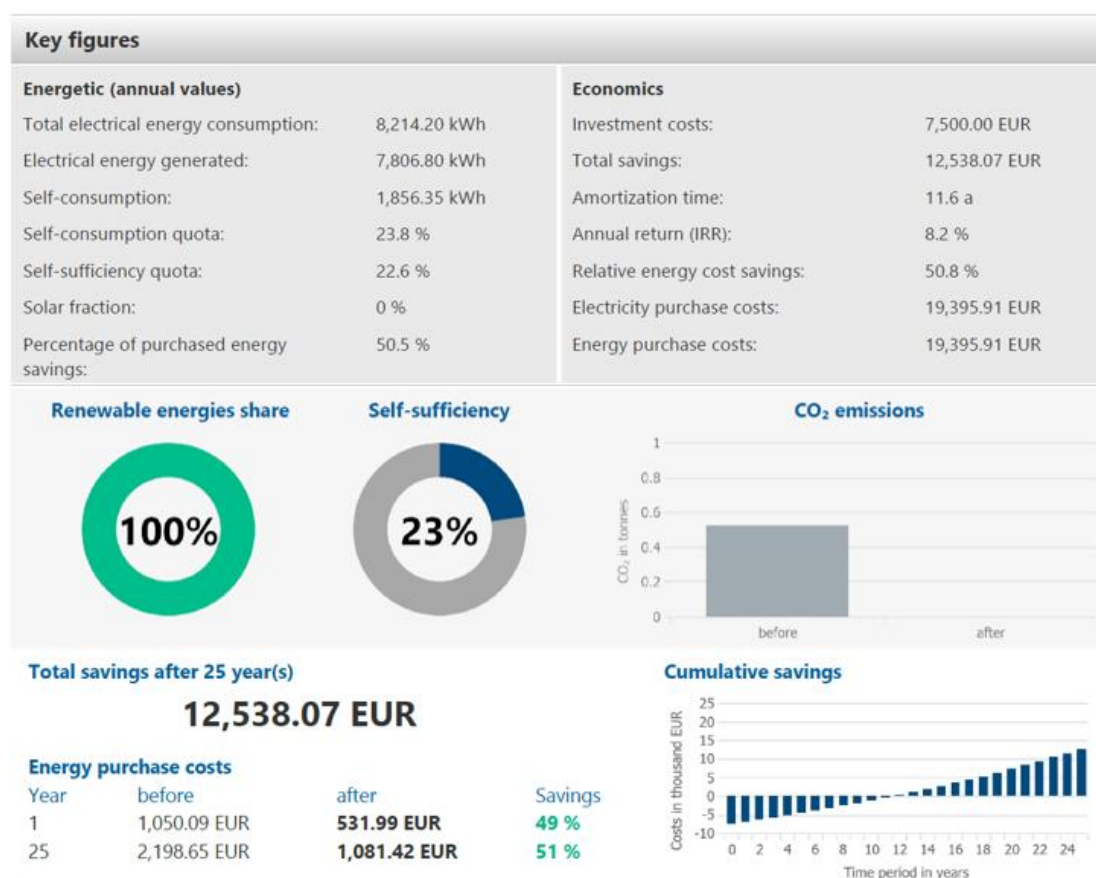 Key figures
Energetic (annual values)
Total electrical energy consumption: 8,214.20 kWh
Electrical energy generated: 7,806.80 kWh
Self-consumption: 1,856.35 kWh
Self-consumption quota: 23.8 %
Self-sufficiency quota: 22.6 %
Solar fraction: 0 %
Percentage of purchased energy 50.5 %
savings:
Economics
Investment costs: 7,500.00 EUR
Total savings: 12,538.07 EUR
Amortization time: 11.6 a
Annual return (IRR): 8.2 %
Relative energy cost savings: 50.8 %
Electricity purchase costs: 19,395.91 EUR
Energy purchase costs: 19,395.91 EUR
Renewable energies share
100%
Self-sufficiency
23%
CO₂ emissions
CO₂ in tonnes
1
0.8
0.6
0.4
0.2
0
before after
Total savings after 25 year(s)
12,538.07 EUR
Energy purchase costs
Year before after Savings
1 1,050.09 EUR 531.99 EUR 49 %
25 2,198.65 EUR 1,081.42 EUR 51 %
Cumulative savings
Costs in thousand EUR
25
20
15
10
5
0
-5
-10
0 2 4 6 8 10 12 14 16 18 20 22 24
Time period in years